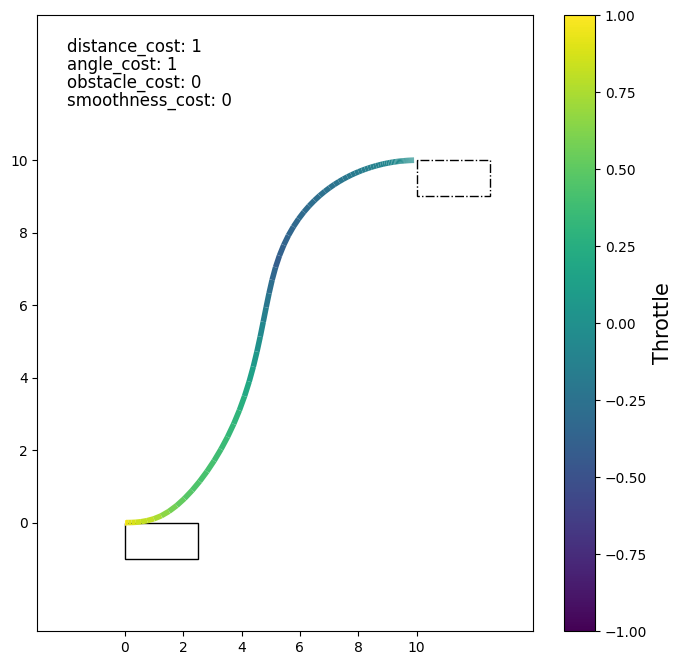 distance_cost: 1
angle_cost: 1
obstacle_cost: 0
smoothness_cost: 0
10
8
6
4
2
0
0 2 4 6 8 10
1.00
0.75
0.50
0.25
0.00
−0.25
−0.50
−0.75
−1.00
Throttle